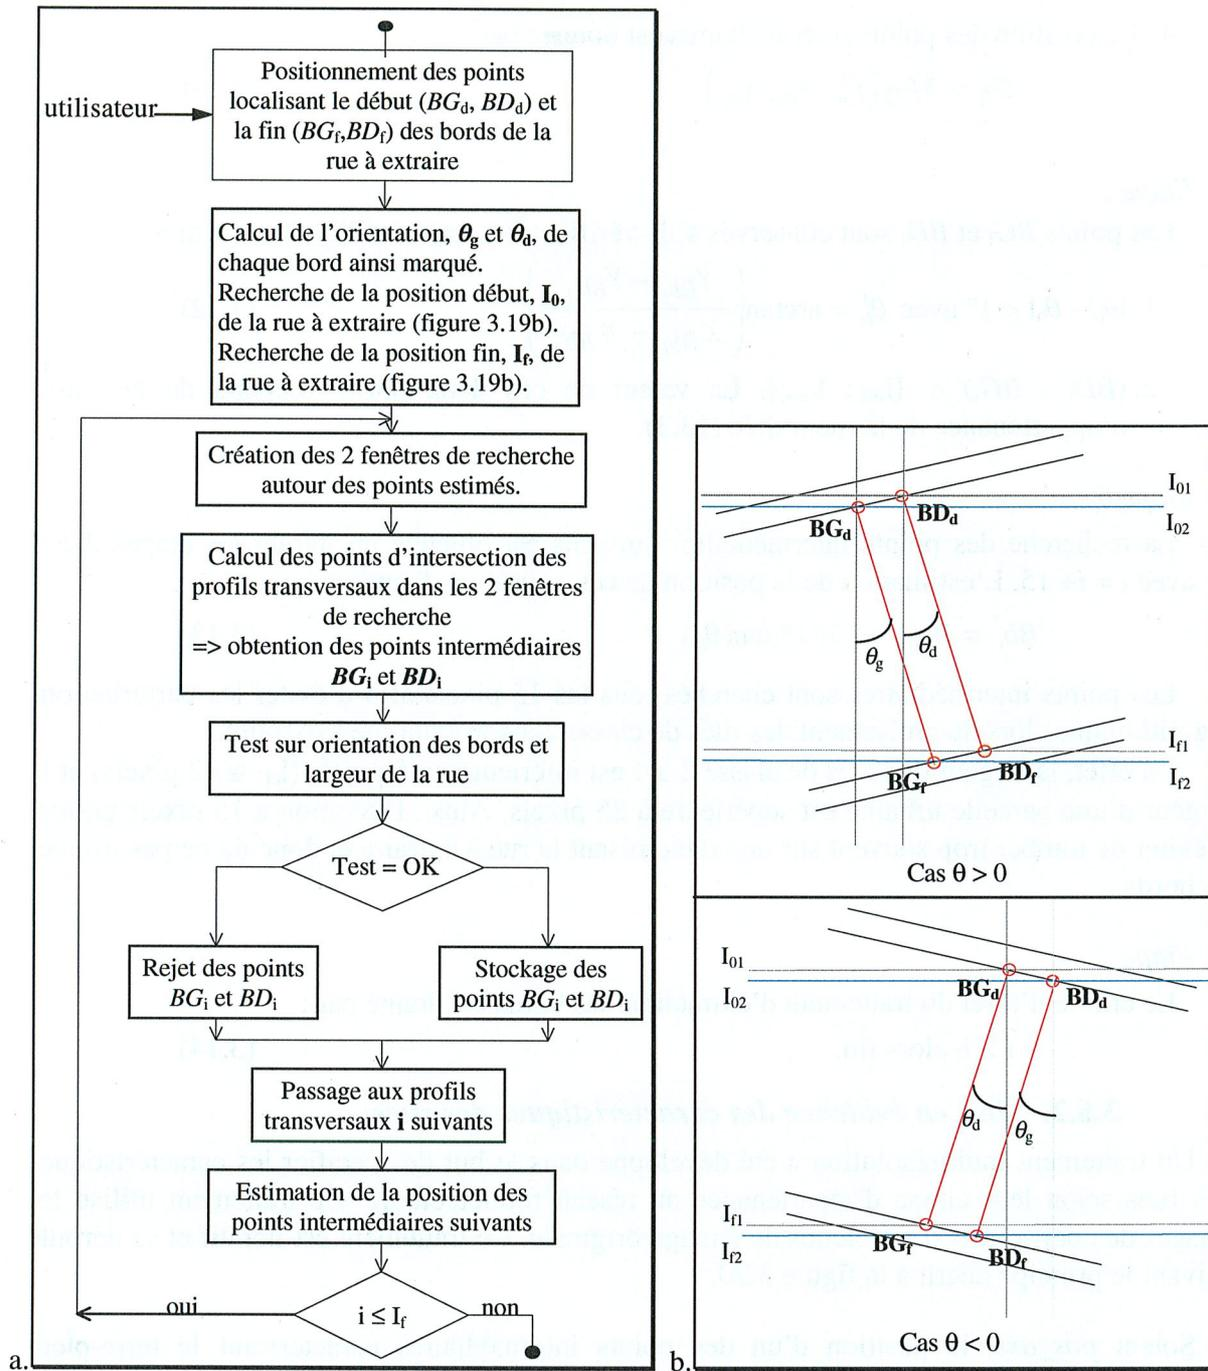 utilisateur
Positionnement des points
localisant le début (BGd, BDd) et
la fin (BGf,BDf) des bords de la
rue à extraire
Calcul de l'orientation, θg et θd, de
chaque bord ainsi marqué.
Recherche de la position début, I0,
de la rue à extraire (figure 3.19b).
Recherche de la position fin, If, de
la rue à extraire (figure 3.19b).
Création des 2 fenêtres de recherche
autour des points estimés.
Calcul des points d'intersection des
profils transversaux dans les 2 fenêtres
de recherche
=> obtention des points intermédiaires
BGi et BDi
Test sur orientation des bords et
largeur de la rue
Test = OK
Rejet des points
BGi et BDi
Stockage des
points BGi et BDi
Passage aux profils
transversaux i suivants
Estimation de la position des
points intermédiaires suivants
oui
i ≤ If
non
a.
I01
BGd
BDd
I02
θg
θd
If1
BGf
BDf
If2
Cas θ > 0
I01
I02
BGd
BDd
θd
θg
If1
If2
BGf
BDf
Cas θ < 0
b.